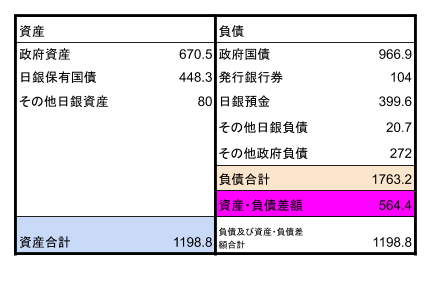 資産 負債
政府資産 670.5 政府国債 966.9
日銀保有国債 448.3 発行銀行券 104
その他日銀資産 80 日銀預金 399.6
その他日銀負債 20.7
その他政府負債 272
負債合計 1763.2
資産・負債差額 564.4
資産合計 1198.8 負債及び資産・負債差
額合計 1198.8